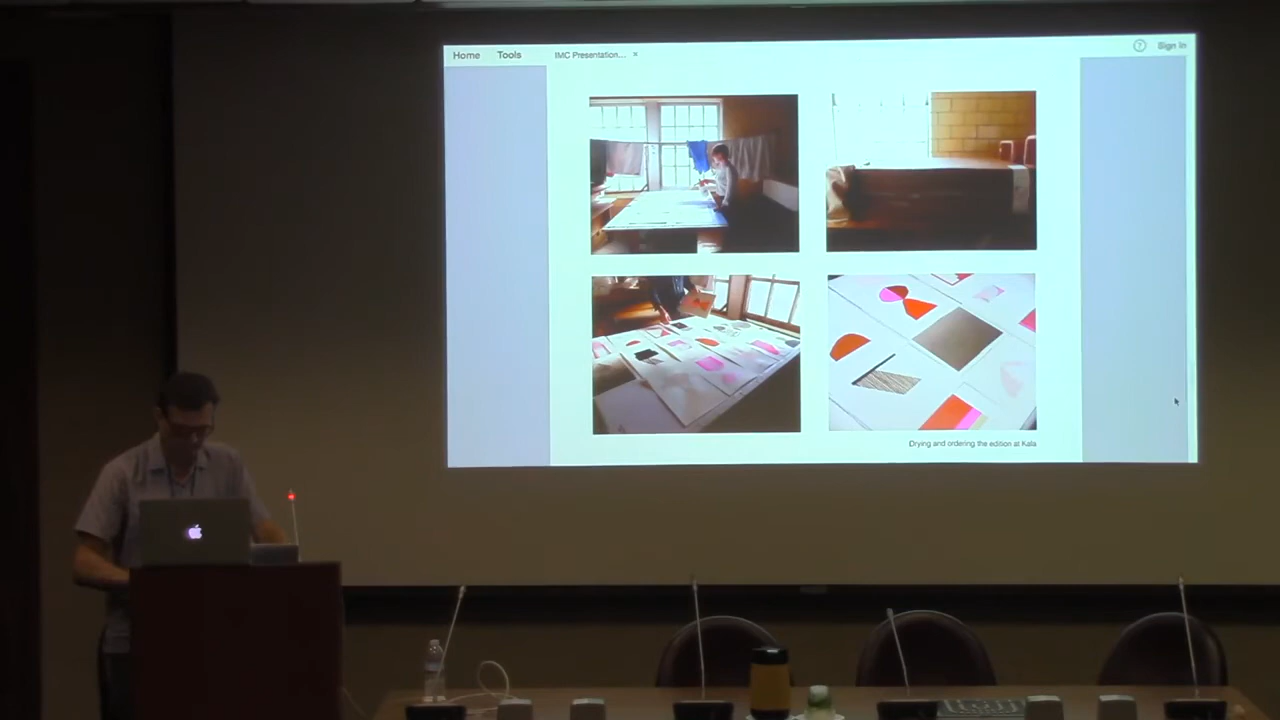 Home Tools IMC Presentation... × ? Sign In
Drying and ordering the edition at Kala